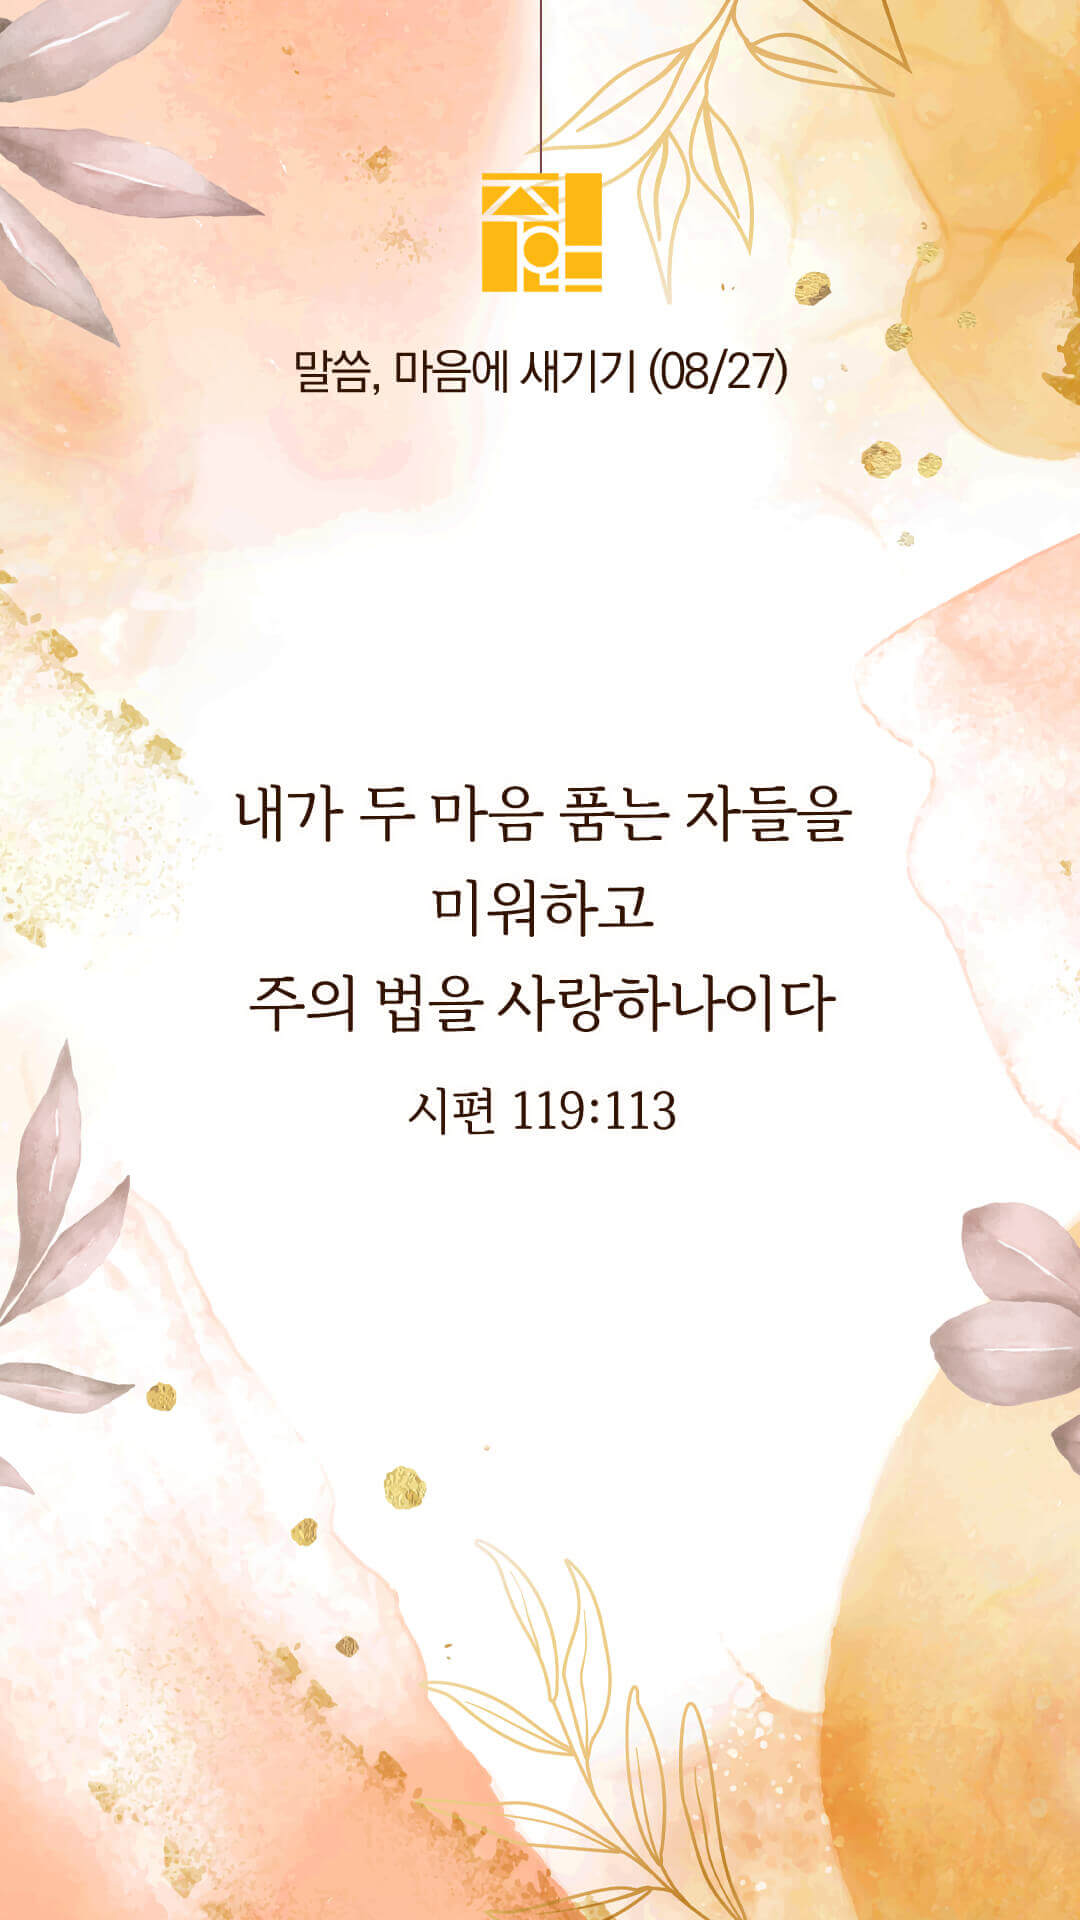 주인
말씀, 마음에 새기기 (08/27)
내가 두 마음 품는 자들을
미워하고
주의 법을 사랑하나이다
시편 119:113